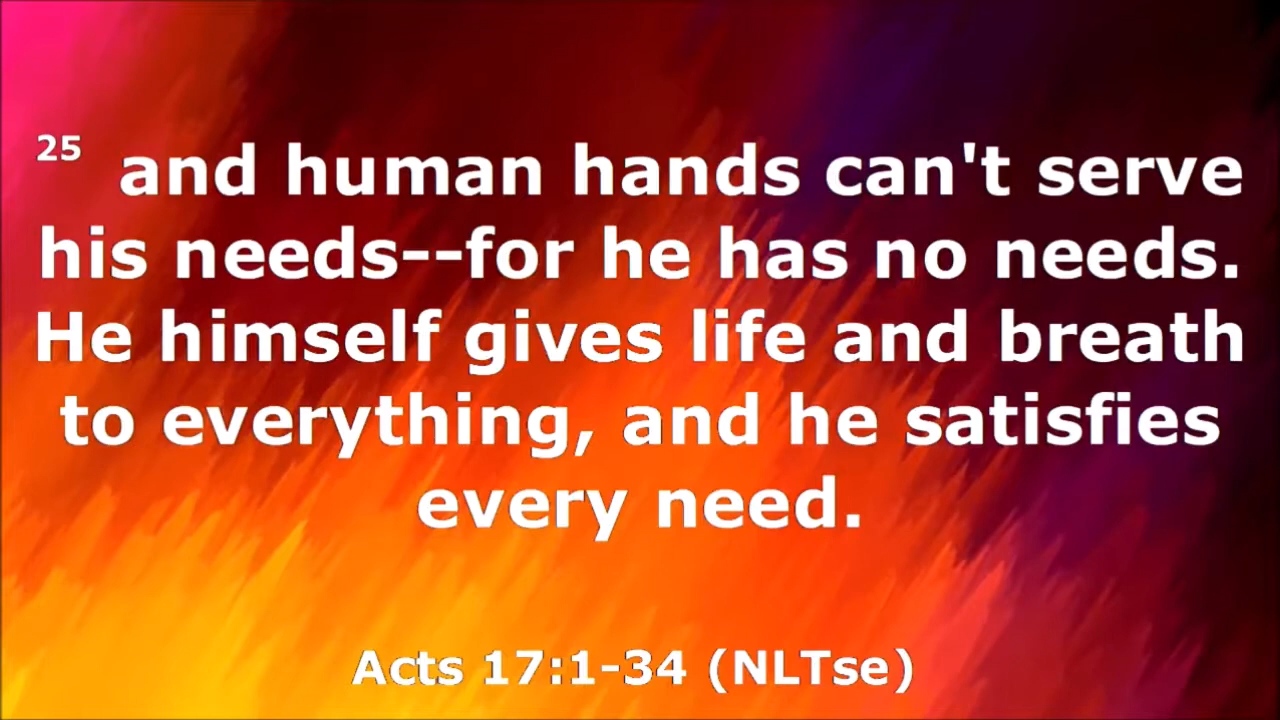 25 and human hands can't serve
his needs--for he has no needs.
He himself gives life and breath
to everything, and he satisfies
every need.
Acts 17:1-34 (NLTse)